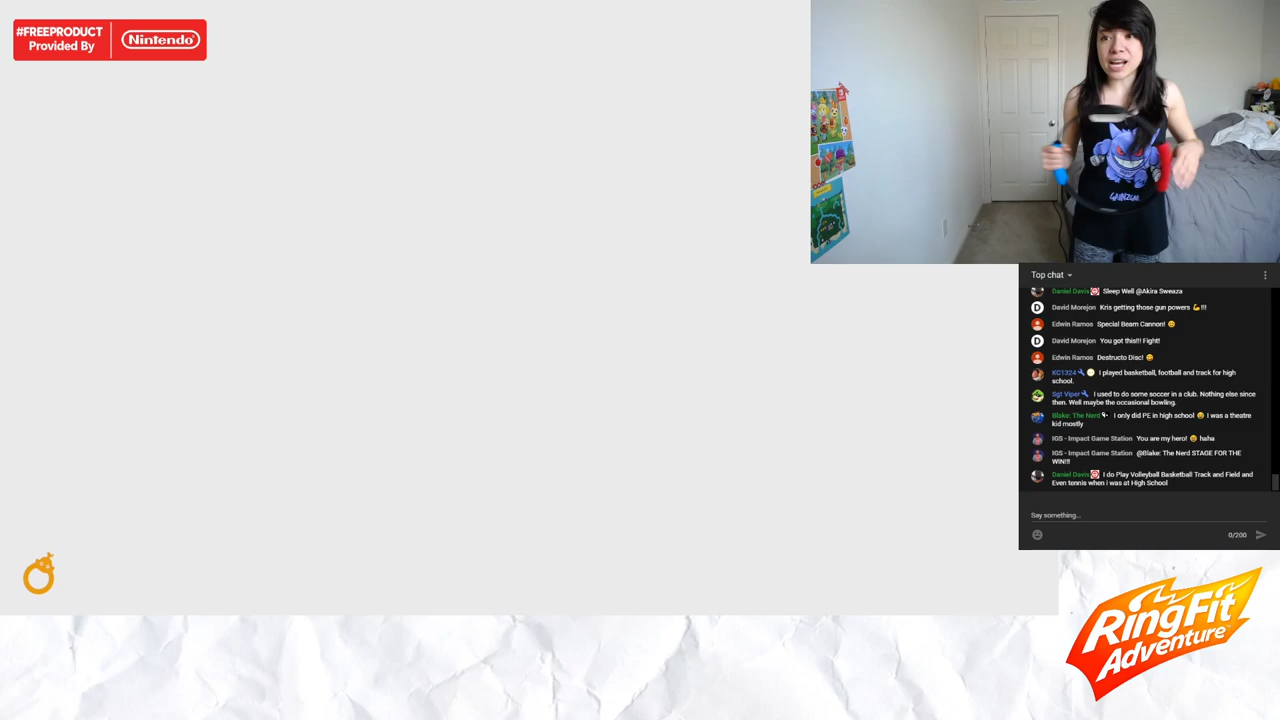 #FREEPRODUCT
Provided By
Nintendo
GAINZGAR
Top chat
Daniel Davis Sleep Well @Akira Sweaza
D David Morejon Kris getting those gun powers 💪!!!
Edwin Ramos Special Beam Cannon! 😀
D David Morejon You got this!!! Fight!
Edwin Ramos Destructo Disc! 😄
KC1324 I played basketball, football and track for high
school.
Sgt Viper I used to do some soccer in a club. Nothing else since
then. Well maybe the occasional bowling.
Blake: The Nerd I only did PE in high school 😅 I was a theatre
kid mostly
IGS - Impact Game Station You are my hero! 😆 haha
IGS - Impact Game Station @Blake: The Nerd STAGE FOR THE
WIN!!!
Daniel Davis I do Play Volleyball Basketball Track and Field and
Even tennis when i was at High School
Say something...
0/200
RingFit
Adventure™